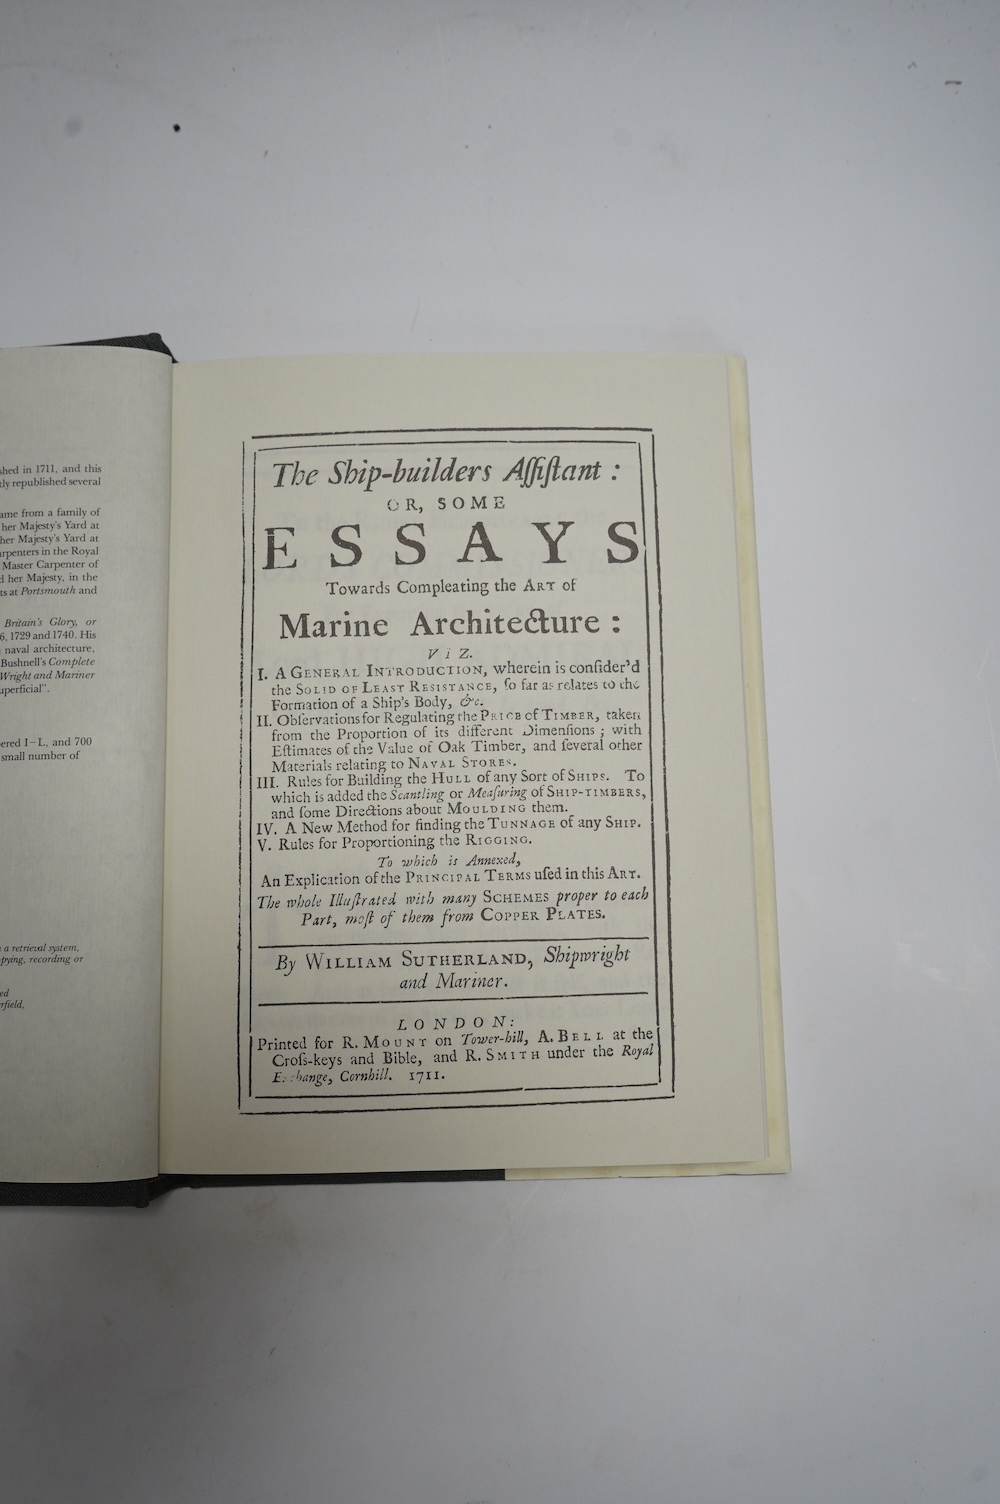 shed in 1711, and this
tly republished several
ame from a family of
her Majesty's Yard at
her Majesty's Yard at
rpenters in the Royal
Master Carpenter of
d her Majesty, in the
ts at Portsmouth and
Britain's Glory, or
6, 1729 and 1740. His
naval architecture,
Bushnell's Complete
Wright and Mariner
uperficial".
ered I–L, and 700
small number of
a retrieval system,
pying, recording or
ed
rfield,
The Ship-builders Aſſiſtant :
OR, SOME
ESSAYS
Towards Compleating the ART of
Marine Architecture :
VIZ.
I. A GENERAL INTRODUCTION, wherein is conſider'd
the SOLID OF LEAST RESISTANCE, ſo far as relates to the
Formation of a Ship's Body, &c.
II. Obſervations for Regulating the PRICE of TIMBER, taken
from the Proportion of its different Dimenſions ; with
Eſtimates of the Value of Oak Timber, and ſeveral other
Materials relating to NAVAL STORES.
III. Rules for Building the HULL of any Sort of SHIPS. To
which is added the Scantling or Meaſuring of SHIP-TIMBERS,
and ſome Directions about MOULDING them.
IV. A New Method for finding the TUNNAGE of any SHIP.
V. Rules for Proportioning the RIGGING.
To which is Annexed,
An Explication of the PRINCIPAL TERMS uſed in this ART.
The whole Illuſtrated with many SCHEMES proper to each
Part, moſt of them from COPPER PLATES.
By WILLIAM SUTHERLAND, Shipwright
and Mariner.
LONDON:
Printed for R. MOUNT on Tower-hill, A. BELL at the
Croſs-keys and Bible, and R. SMITH under the Royal
Exchange, Cornhill. 1711.